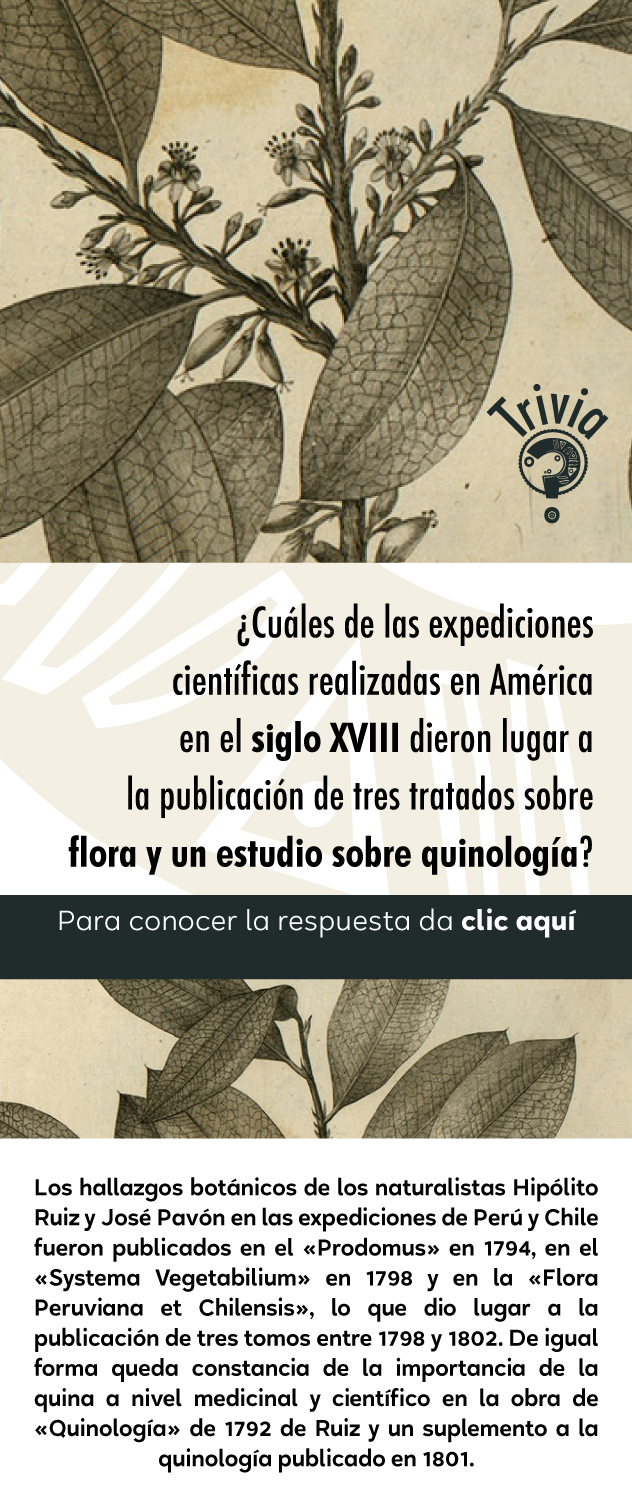 Trivia
¿Cuáles de las expediciones
científicas realizadas en América
en el siglo XVIII dieron lugar a
la publicación de tres tratados sobre
flora y un estudio sobre quinología?
Para conocer la respuesta da clic aquí
Los hallazgos botánicos de los naturalistas Hipólito
Ruiz y José Pavón en las expediciones de Perú y Chile
fueron publicados en el «Prodomus» en 1794, en el
«Systema Vegetabilium» en 1798 y en la «Flora
Peruviana et Chilensis», lo que dio lugar a la
publicación de tres tomos entre 1798 y 1802. De igual
forma queda constancia de la importancia de la
quina a nivel medicinal y científico en la obra de
«Quinología» de 1792 de Ruiz y un suplemento a la
quinología publicado en 1801.